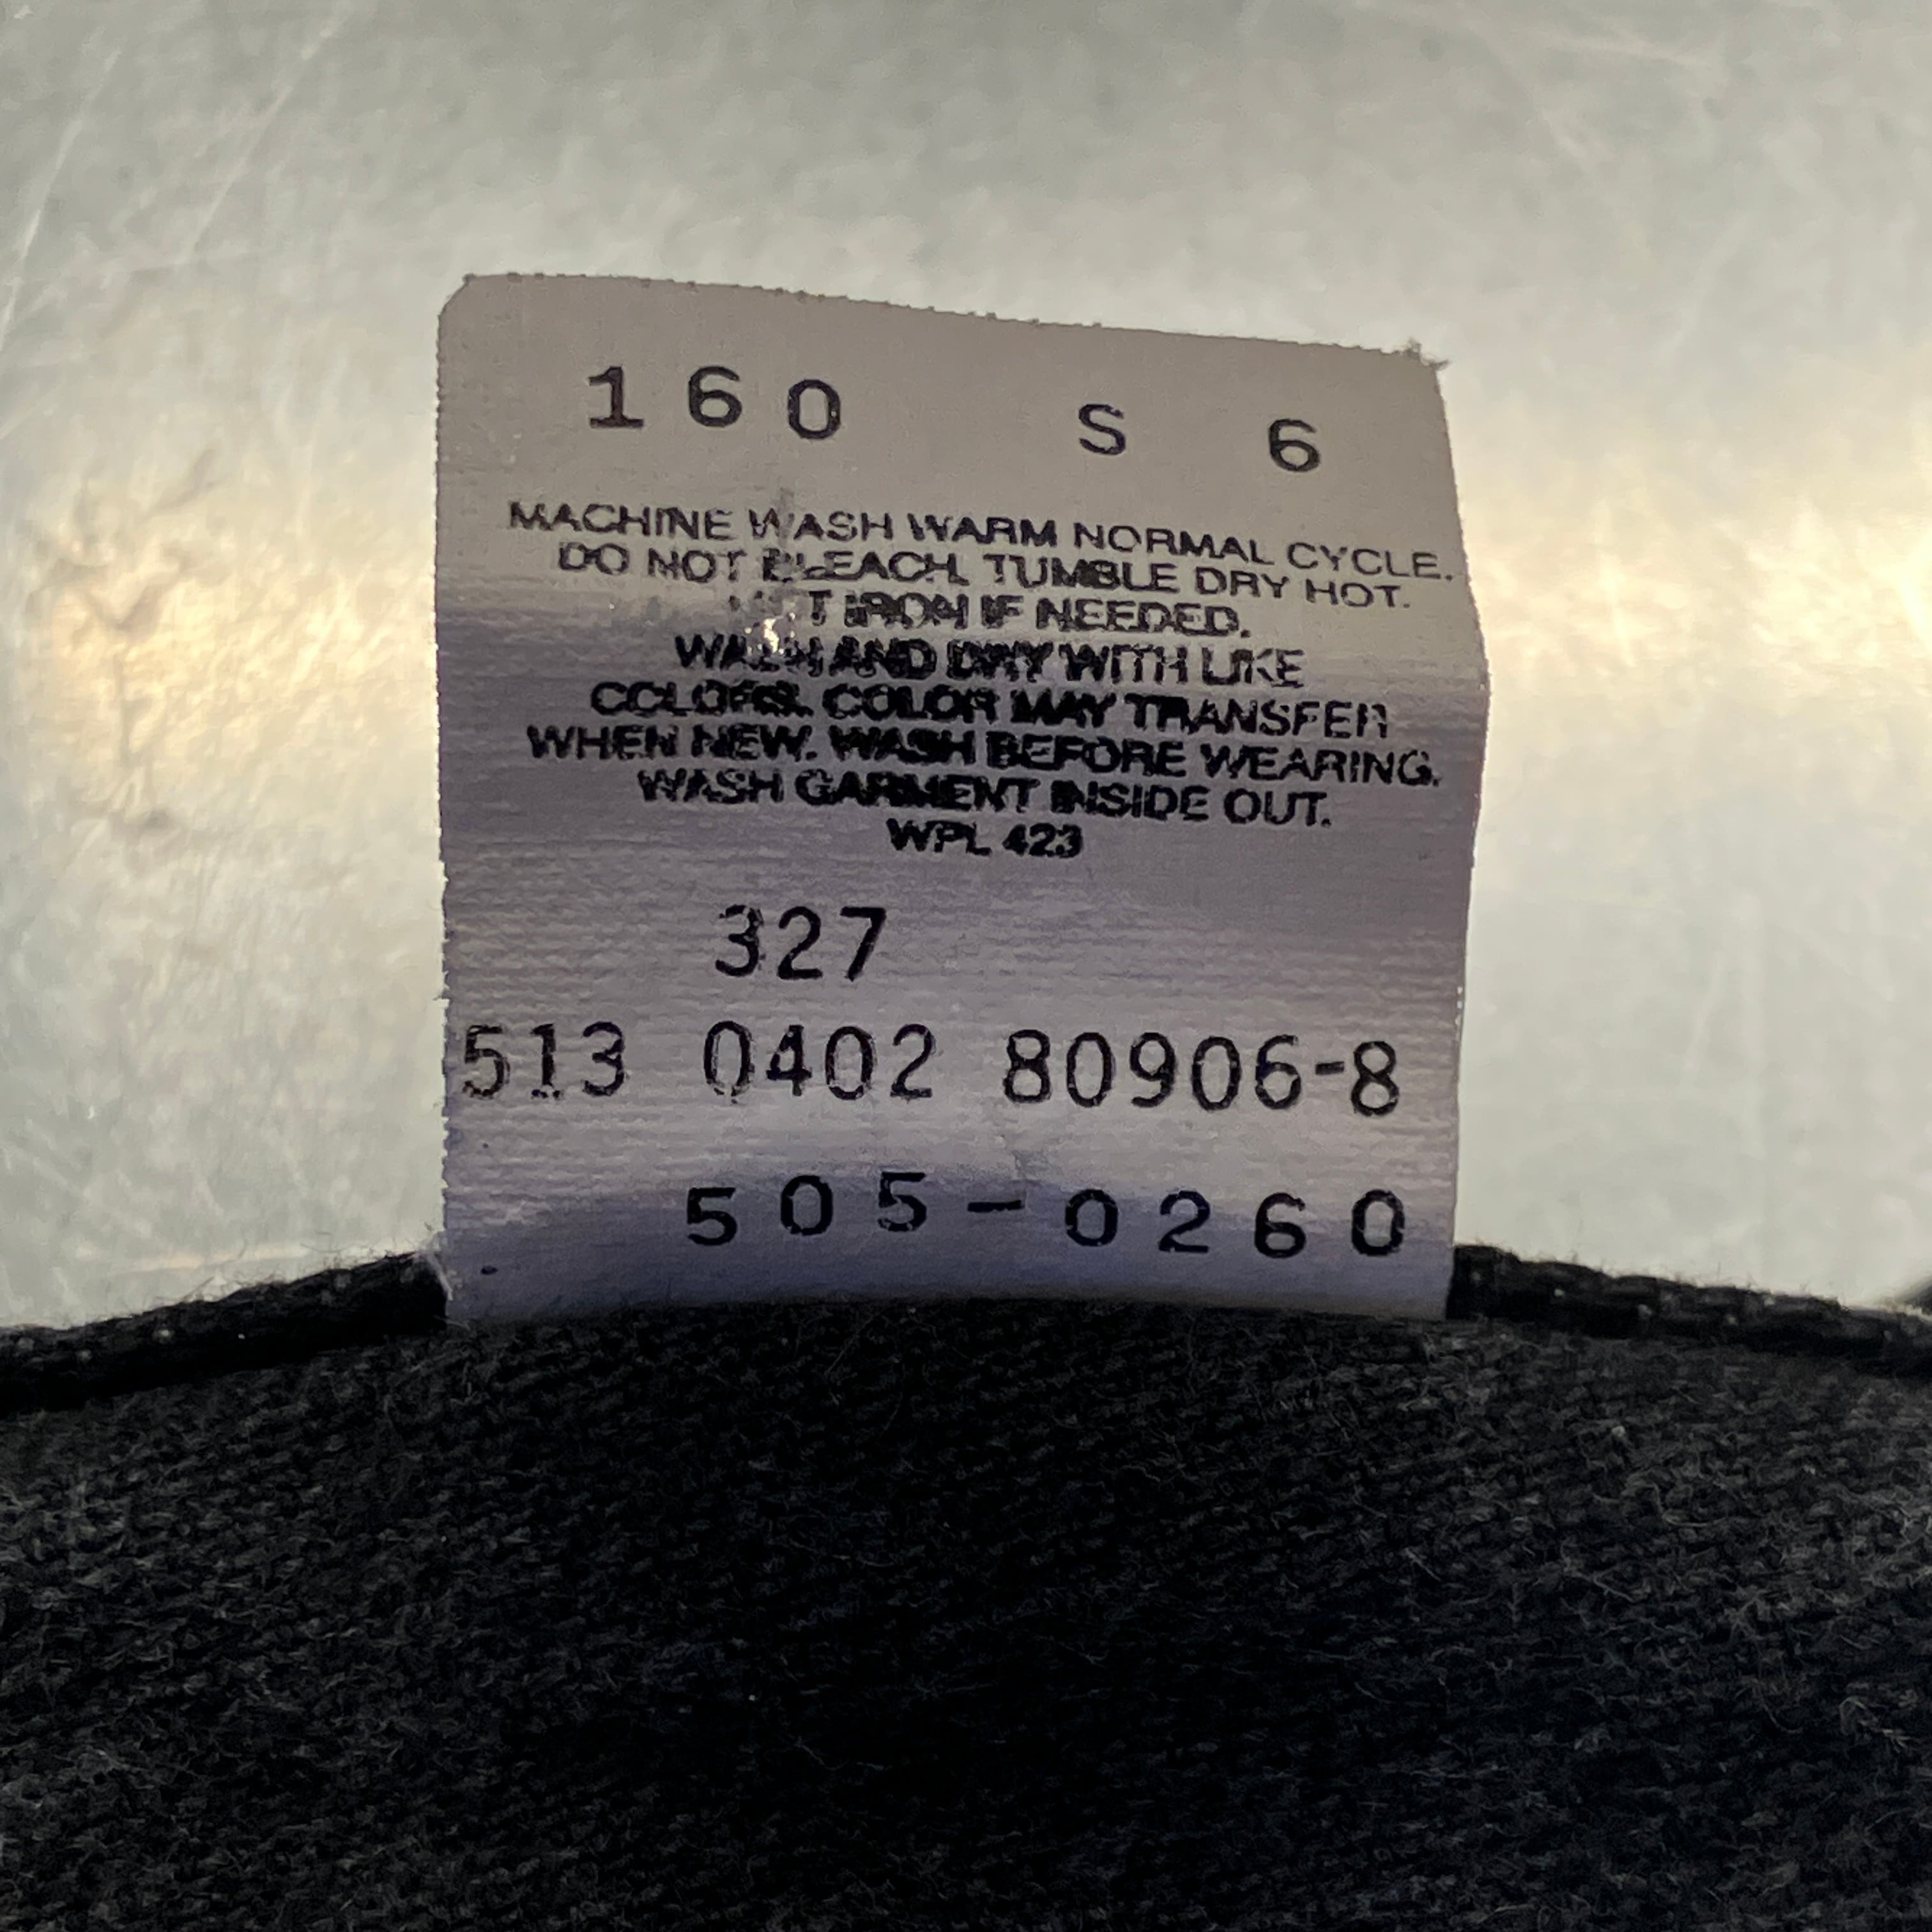 160 S 6
MACHINE WASH WARM NORMAL CYCLE.
DO NOT BLEACH. TUMBLE DRY HOT.
IRON IF NEEDED.
WASH AND DRY WITH LIKE
COLORS. COLOR MAY TRANSFER
WHEN NEW. WASH BEFORE WEARING.
WASH GARMENT INSIDE OUT.
WPL 423
327
513 0402 80906-8
505-0260